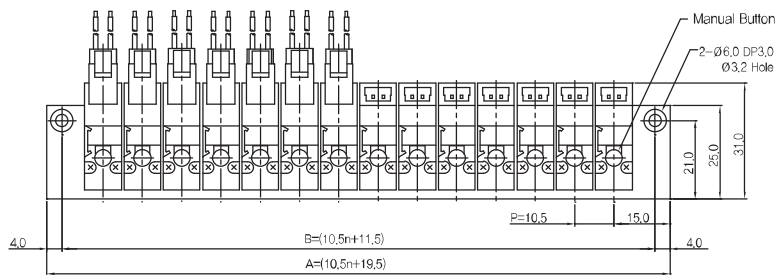 Manual Button
2-Ø6,0 DP3,0
Ø3,2 Hole
21,0
25,0
31,0
P=10,5
15,0
4,0
B=(10,5n+11,5)
4,0
A=(10,5n+19,5)